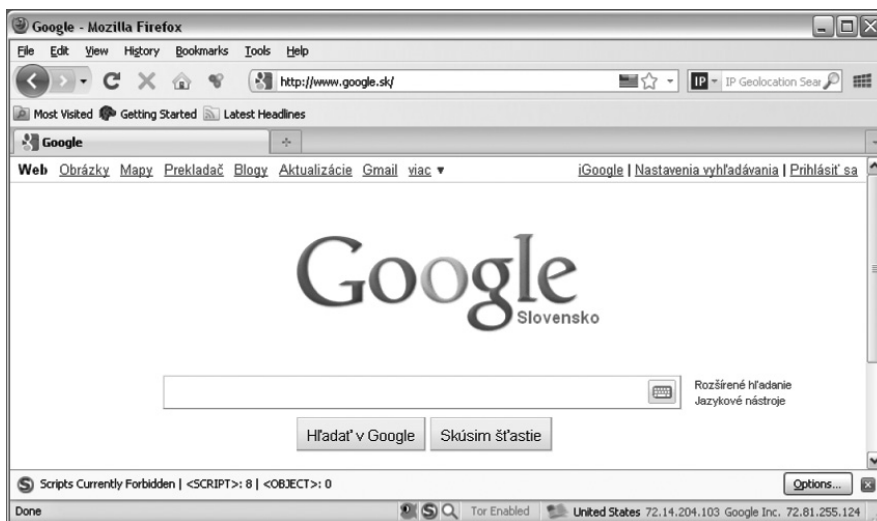 Google - Mozilla Firefox
File Edit View History Bookmarks Tools Help
http://www.google.sk/ IP IP Geolocation Sear
Most Visited Getting Started Latest Headlines
Google
Web Obrázky Mapy Prekladač Blogy Aktualizácie Gmail viac ▼ iGoogle | Nastavenia vyhľadávania | Prihlásiť sa
Google
Slovensko
Rozšírené hľadanie
Jazykové nástroje
Hľadať v Google Skúsim šťastie
Scripts Currently Forbidden | <SCRIPT>: 8 | <OBJECT>: 0 Options...
Done Tor Enabled United States 72.14.204.103 Google Inc. 72.81.255.124